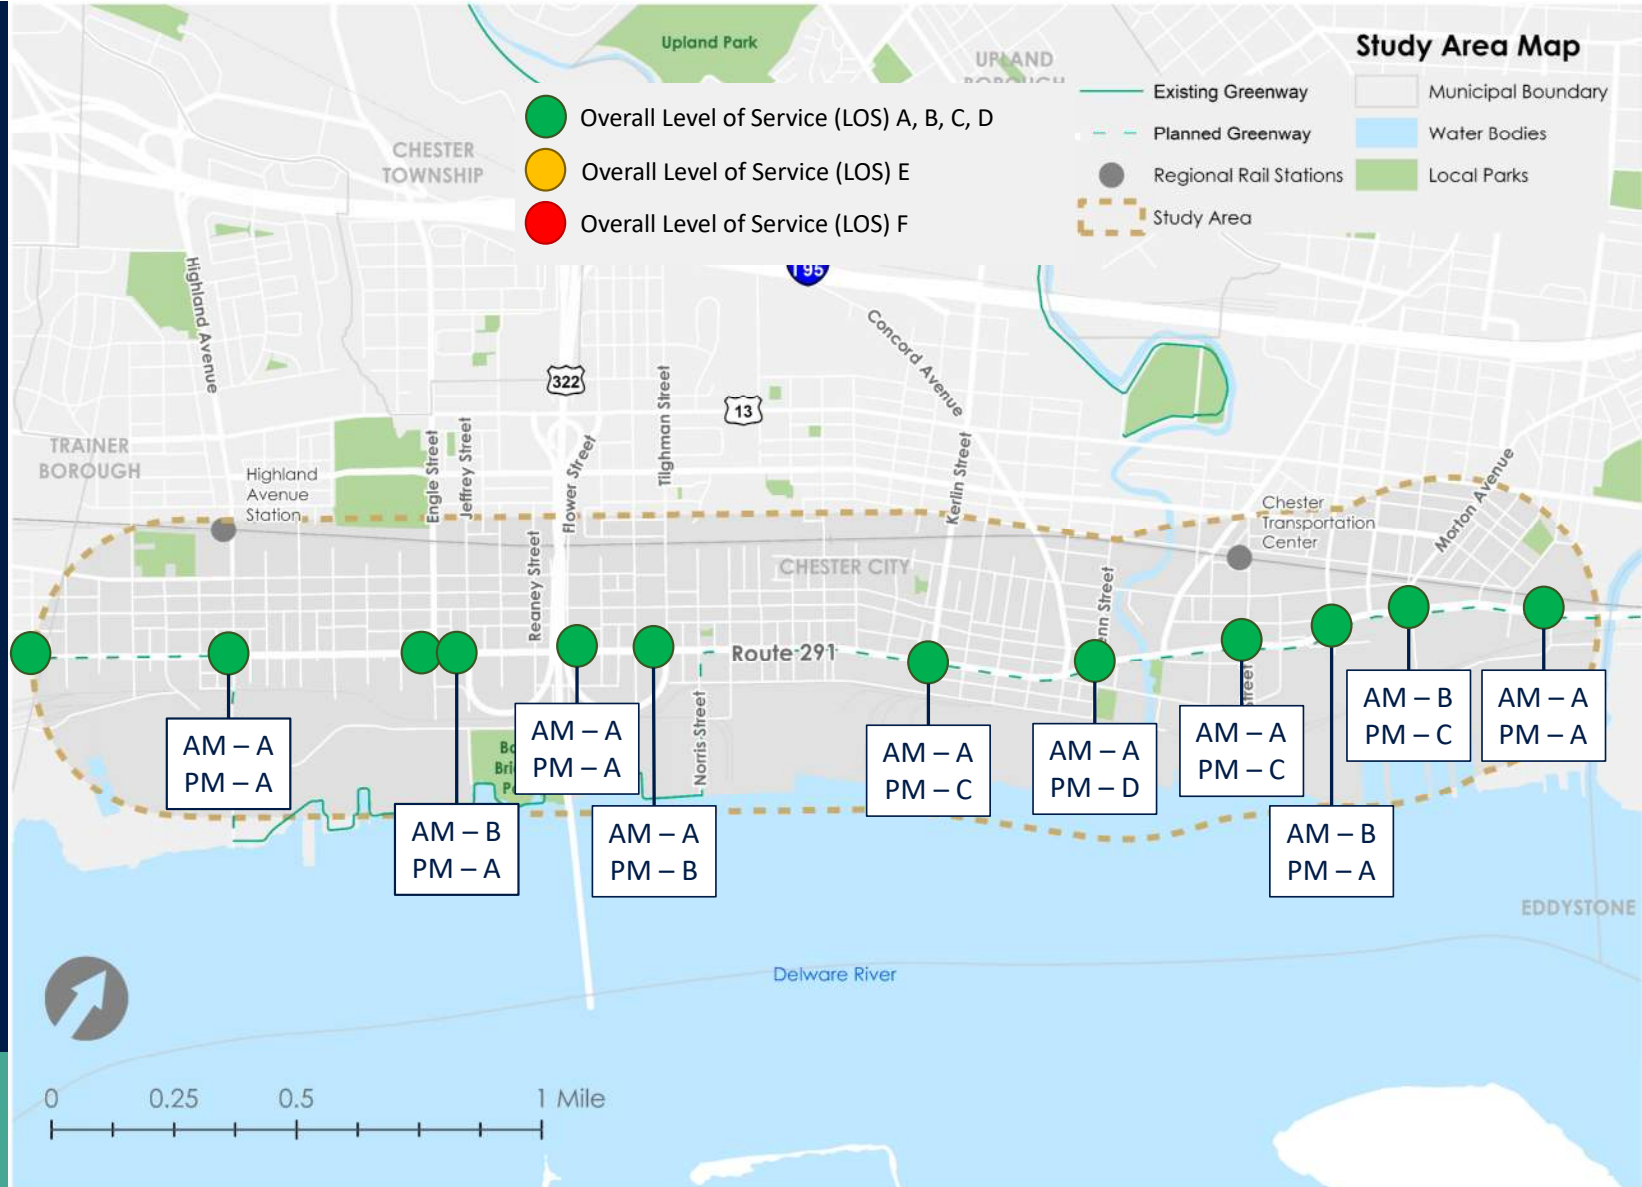 Upland Park
UPLAND
BOROUGH
Study Area Map
Existing Greenway
Planned Greenway
Regional Rail Stations
Study Area
Municipal Boundary
Water Bodies
Local Parks
Overall Level of Service (LOS) A, B, C, D
Overall Level of Service (LOS) E
Overall Level of Service (LOS) F
CHESTER
TOWNSHIP
I 95
Highland Avenue
322
13
Concord Avenue
Tilghman Street
TRAINER
BOROUGH
Highland
Avenue
Station
Engle Street
Jeffrey Street
Flower Street
Kerlin Street
Chester
Transportation
Center
Morton Avenue
Reaney Street
CHESTER CITY
enn Street
Route 291
Norris Street
treet
AM – A
PM – A
AM – B
PM – A
AM – A
PM – A
AM – A
PM – B
AM – A
PM – C
AM – A
PM – D
AM – A
PM – C
AM – B
PM – A
AM – B
PM – C
AM – A
PM – A
EDDYSTONE
Delware River
0 0.25 0.5 1 Mile